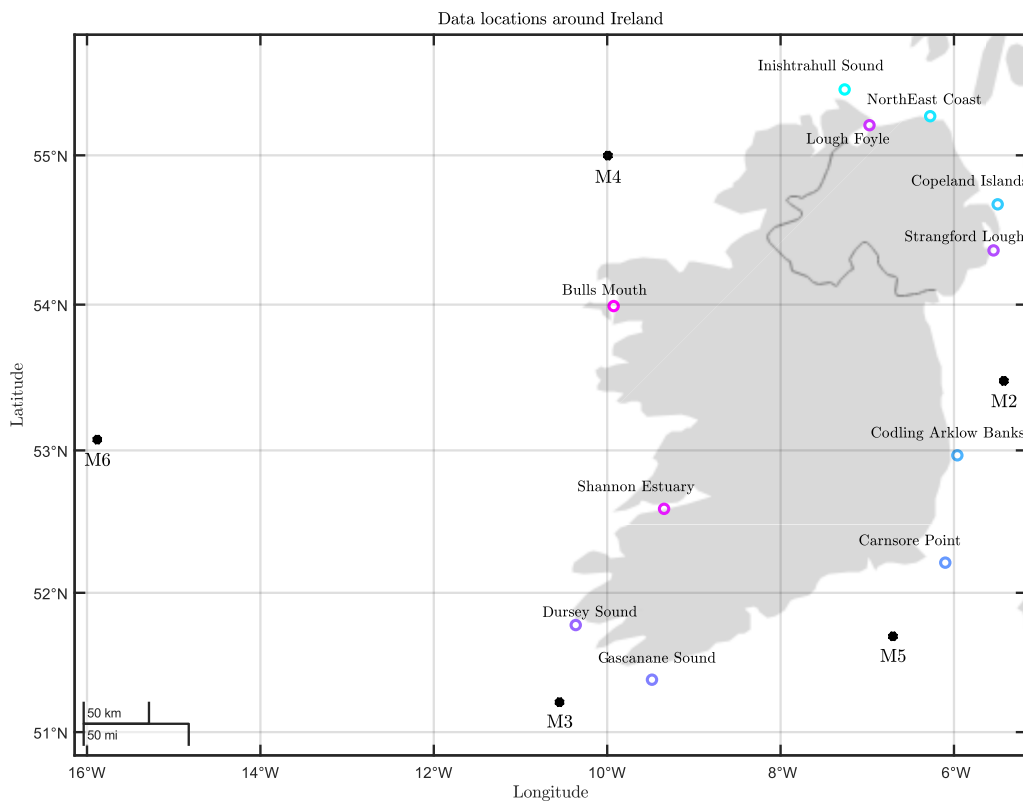 Data locations around Ireland
Inishtrahull Sound
NorthEast Coast
Lough Foyle
55°N
M4
Copeland Islands
Strangford Lough
Bulls Mouth
54°N
Latitude
M2
Codling Arklow Banks
53°N
M6
Shannon Estuary
Carnsore Point
52°N
Dursey Sound
M5
Gascanane Sound
M3
50 km
51°N
50 mi
16°W
14°W
12°W
10°W
8°W
6°W
Longitude